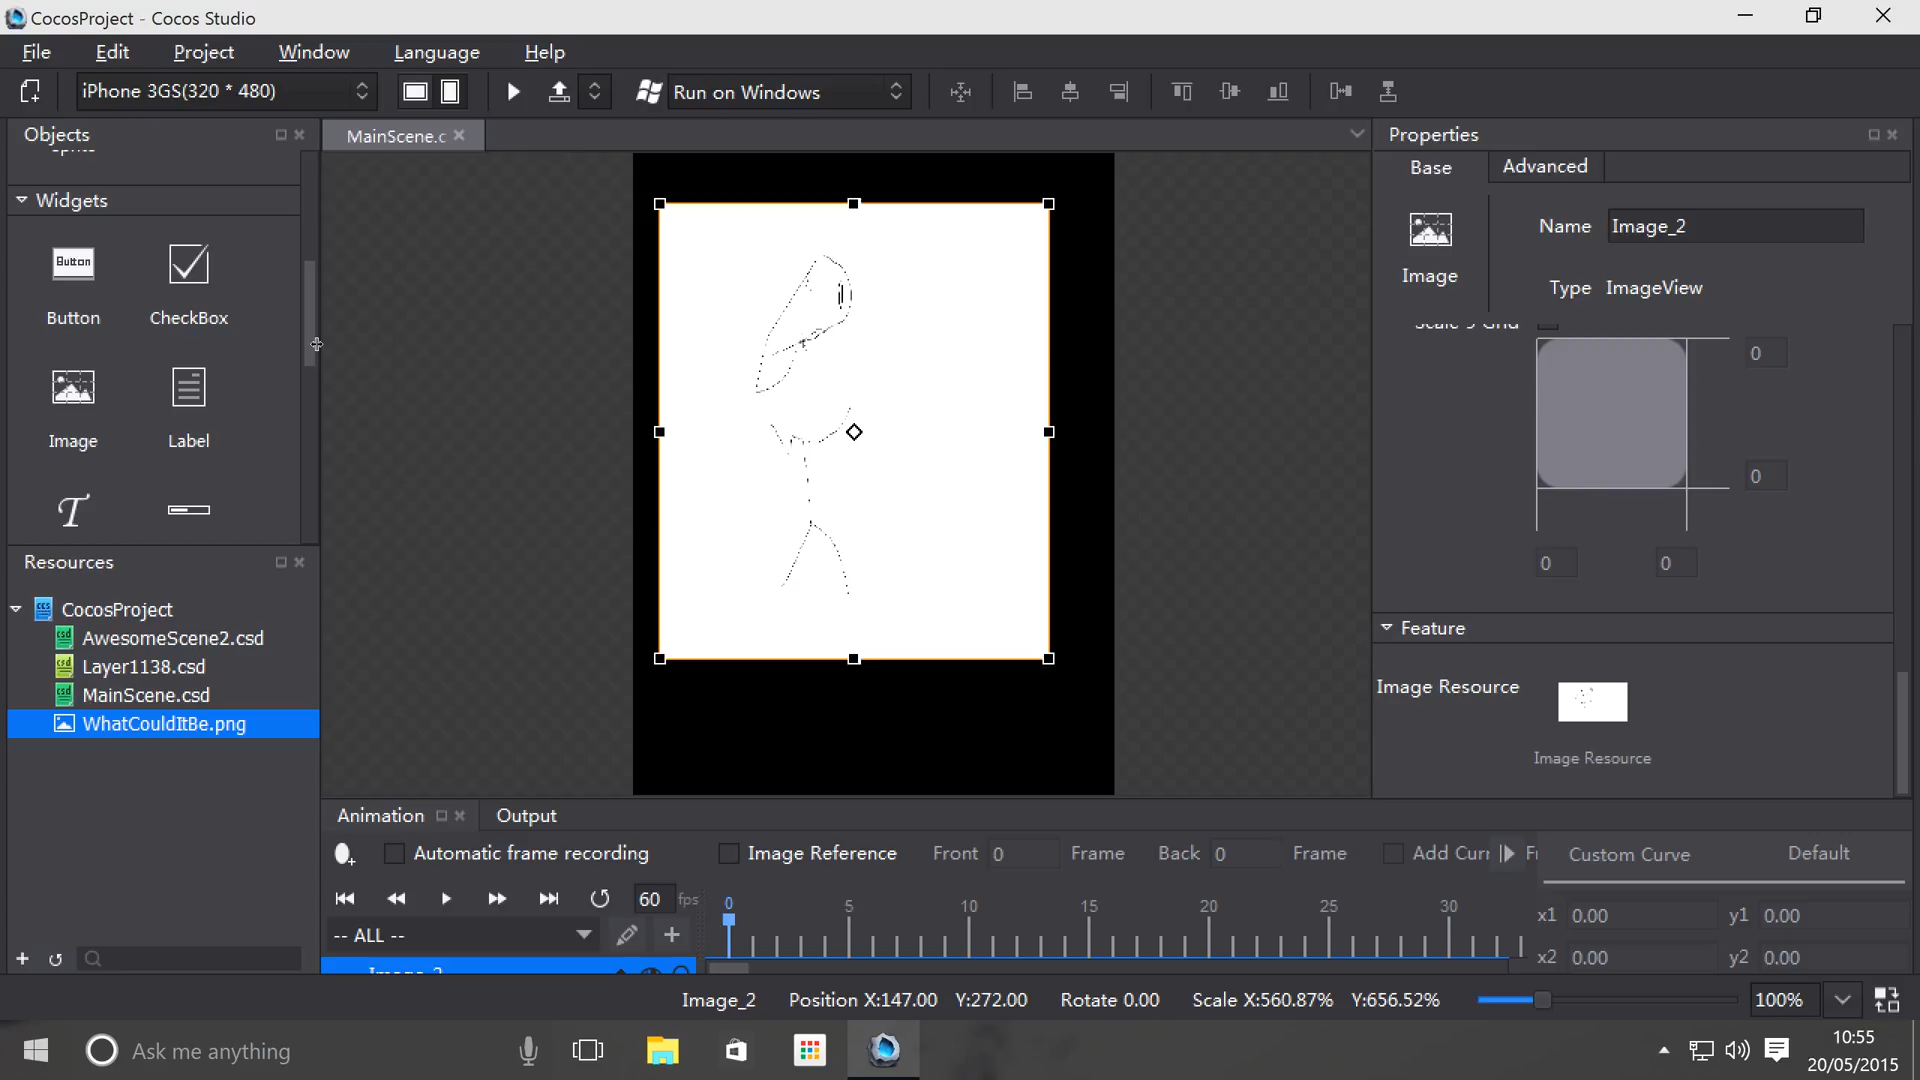 CocosProject - Cocos Studio
File Edit Project Window Language Help
iPhone 3GS(320 * 480)
Run on Windows
Objects
MainScene.c
Properties
Sprite
Base
Advanced
Widgets
Name Image_2
Image
Type ImageView
Button
Button CheckBox
Scale 9 Grid
0
Image Label
0
0 0
Resources
CocosProject
AwesomeScene2.csd
Layer1138.csd
MainScene.csd
WhatCouldItBe.png
Feature
Image Resource
Image Resource
Animation
Output
Automatic frame recording
Image Reference
Front 0 Frame
Back 0 Frame
Add Curr
Custom Curve
Default
60 fps
0 5 10 15 20 25 30
-- ALL --
x1 0.00 y1 0.00
x2 0.00 y2 0.00
Image_2
Image_2 Position X:147.00 Y:272.00 Rotate 0.00 Scale X:560.87% Y:656.52%
100%
Ask me anything
10:55
20/05/2015